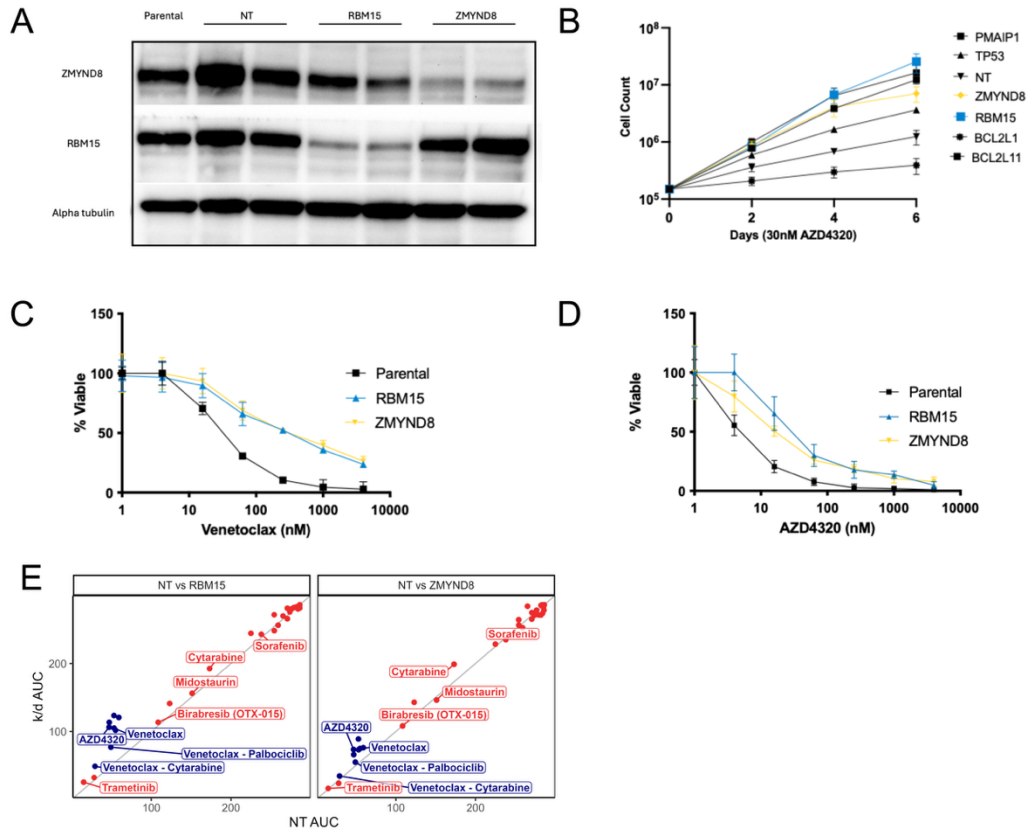 A
Parental NT RBM15 ZMYND8
ZMYND8
RBM15
Alpha tubulin
B
Cell Count
10^8
10^7
10^6
10^5
0 2 4 6
Days (30nM AZD4320)
PMAIP1
TP53
NT
ZMYND8
RBM15
BCL2L1
BCL2L11
C
% Viable
150
100
50
0
1 10 100 1000 10000
Venetoclax (nM)
Parental
RBM15
ZMYND8
D
% Viable
150
100
50
0
1 10 100 1000 10000
AZD4320 (nM)
Parental
RBM15
ZMYND8
E
NT vs RBM15
k/d AUC
200
100
Sorafenib
Cytarabine
Midostaurin
Birabresib (OTX-015)
AZD4320
Venetoclax
Venetoclax - Palbociclib
Venetoclax - Cytarabine
Trametinib
100 200
NT vs ZMYND8
Sorafenib
Cytarabine
Midostaurin
Birabresib (OTX-015)
AZD4320
Venetoclax
Venetoclax - Palbociclib
Trametinib
Venetoclax - Cytarabine
100 200
NT AUC